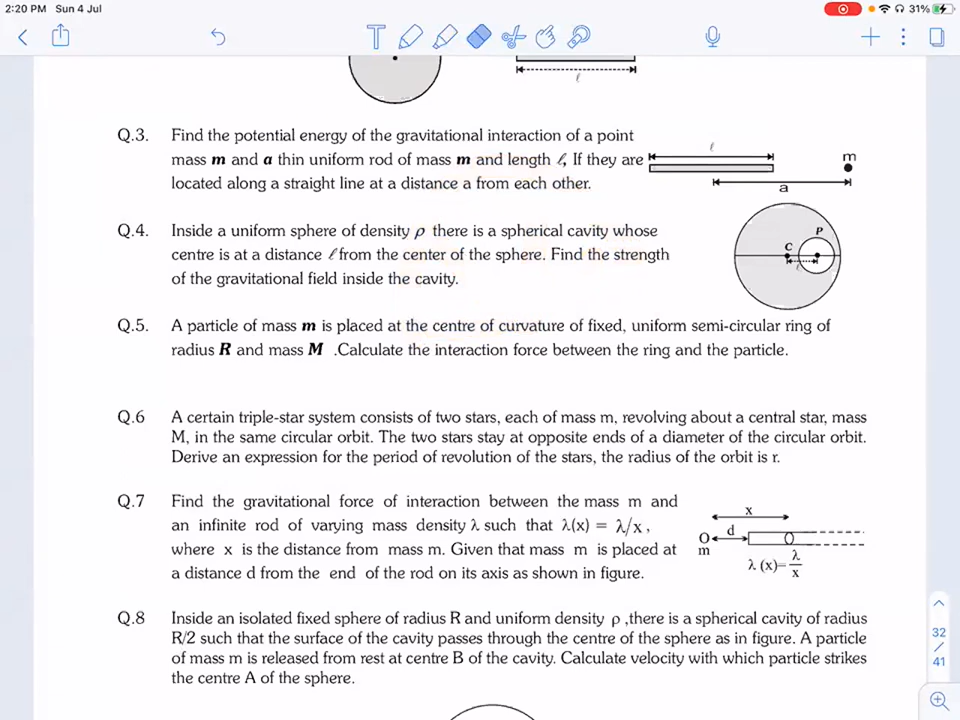 2:20 PM Sun 4 Jul
31%
ℓ
Q.3. Find the potential energy of the gravitational interaction of a point
mass m and a thin uniform rod of mass m and length ℓ, If they are
located along a straight line at a distance a from each other.
ℓ
m
a
Q.4. Inside a uniform sphere of density ρ there is a spherical cavity whose
centre is at a distance ℓ from the center of the sphere. Find the strength
of the gravitational field inside the cavity.
P
C
ℓ
Q.5. A particle of mass m is placed at the centre of curvature of fixed, uniform semi-circular ring of
radius R and mass M .Calculate the interaction force between the ring and the particle.
Q.6 A certain triple-star system consists of two stars, each of mass m, revolving about a central star, mass
M, in the same circular orbit. The two stars stay at opposite ends of a diameter of the circular orbit.
Derive an expression for the period of revolution of the stars, the radius of the orbit is r.
Q.7 Find the gravitational force of interaction between the mass m and
an infinite rod of varying mass density λ such that λ(x) = λ/x,
where x is the distance from mass m. Given that mass m is placed at
a distance d from the end of the rod on its axis as shown in figure.
x
O d
m
λ (x)=λ/x
Q.8 Inside an isolated fixed sphere of radius R and uniform density ρ ,there is a spherical cavity of radius
R/2 such that the surface of the cavity passes through the centre of the sphere as in figure. A particle
of mass m is released from rest at centre B of the cavity. Calculate velocity with which particle strikes
the centre A of the sphere.
32
/
41